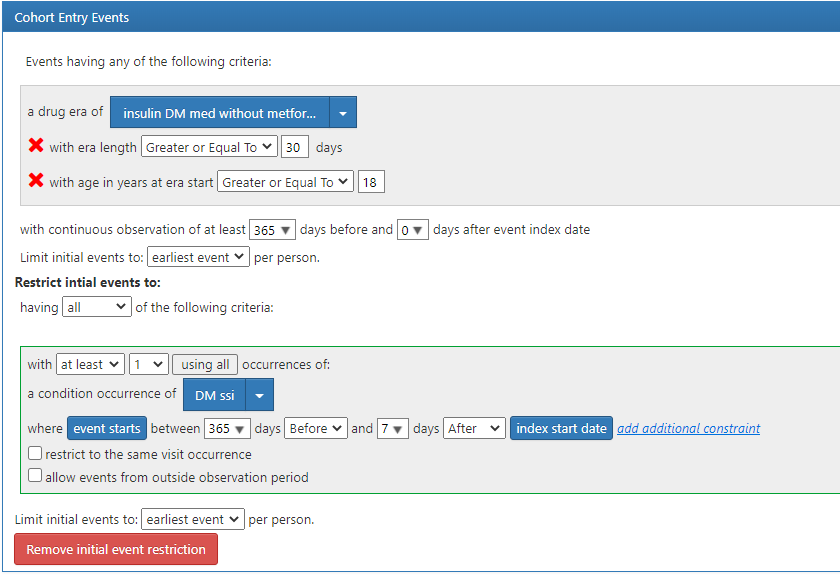 Cohort Entry Events
Events having any of the following criteria:
a drug era of insulin DM med without metfor...
with era length Greater or Equal To 30 days
with age in years at era start Greater or Equal To 18
with continuous observation of at least 365 days before and 0 days after event index date
Limit initial events to: earliest event per person.
Restrict intial events to:
having all of the following criteria:
with at least 1 using all occurrences of:
a condition occurrence of DM ssi
where event starts between 365 days Before and 7 days After index start date add additional constraint
restrict to the same visit occurrence
allow events from outside observation period
Limit initial events to: earliest event per person.
Remove initial event restriction